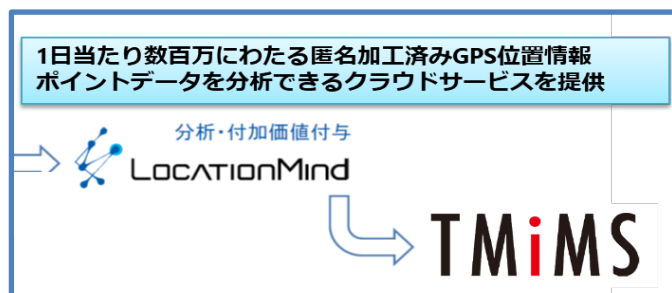 1日当たり数百万にわたる匿名加工済みGPS位置情報
ポイントデータを分析できるクラウドサービスを提供
分析・付加価値付与
LocationMind
TMiMS